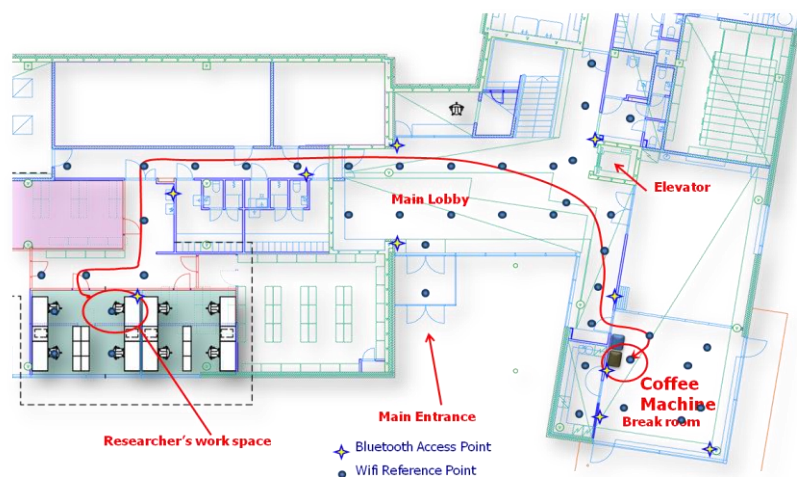 Elevator
Main Lobby
Coffee
Machine
Break room
Main Entrance
Researcher's work space
Bluetooth Access Point
Wifi Reference Point